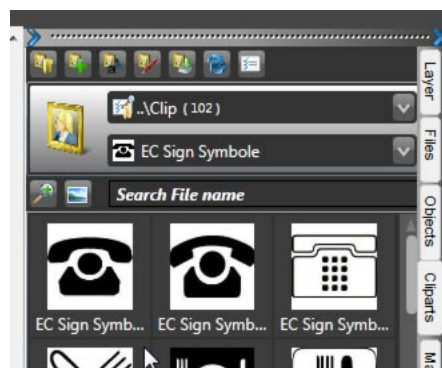 ..\Clip (102)
EC Sign Symbole
Search File name
EC Sign Symb... EC Sign Symb... EC Sign Symb...
Layer
Files
Objects
Cliparts